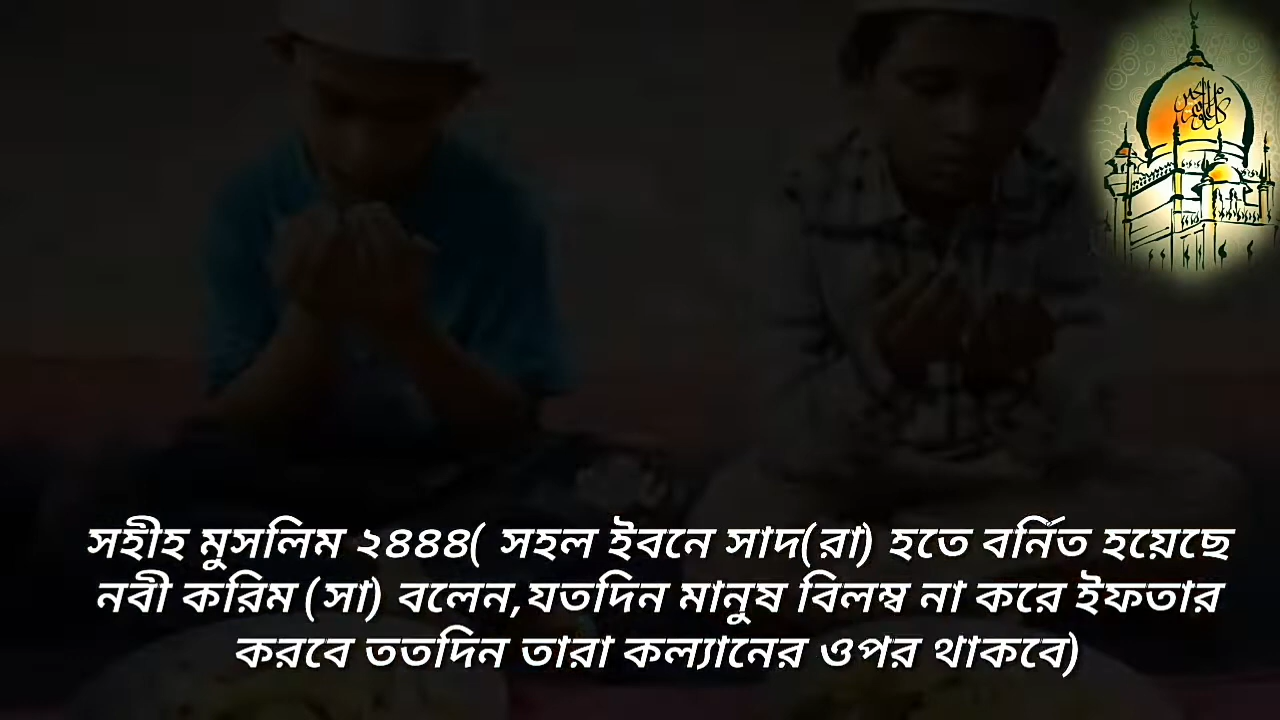 সহীহ মুসলিম ২৪৪৪( সহল ইবনে সাদ(রা) হতে বর্নিত হয়েছে
নবী করিম (সা) বলেন,যতদিন মানুষ বিলম্ব না করে ইফতার
করবে ততদিন তারা কল্যানের ওপর থাকবে)